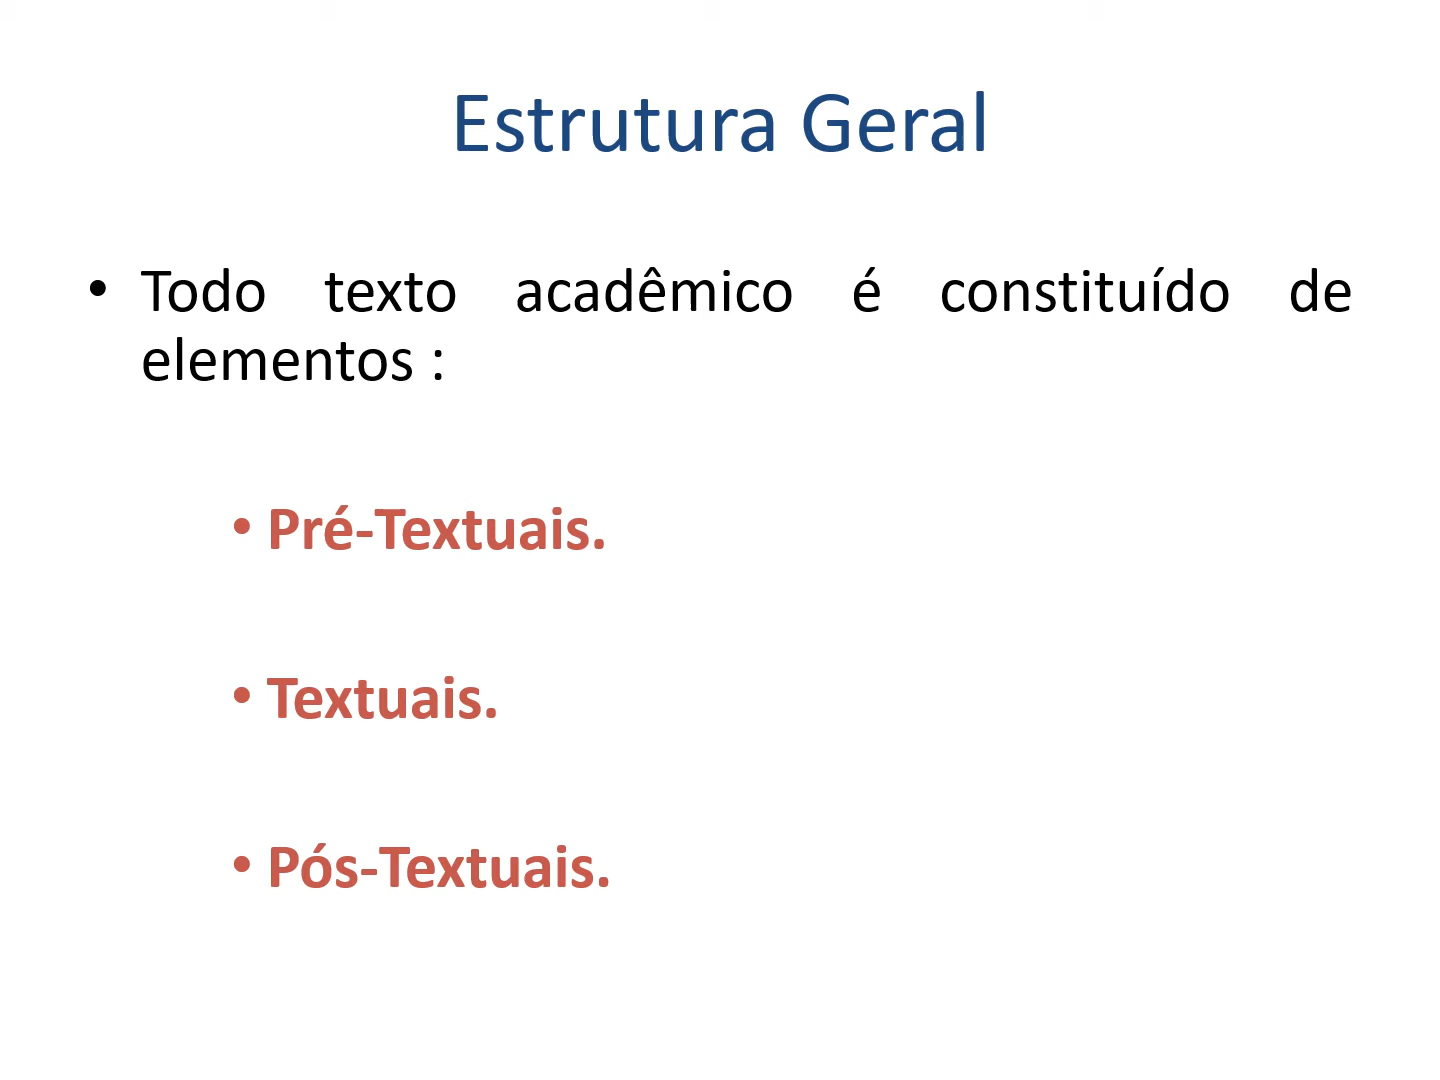 Estrutura Geral
• Todo texto acadêmico é constituído de
elementos :
• Pré-Textuais.
• Textuais.
• Pós-Textuais.